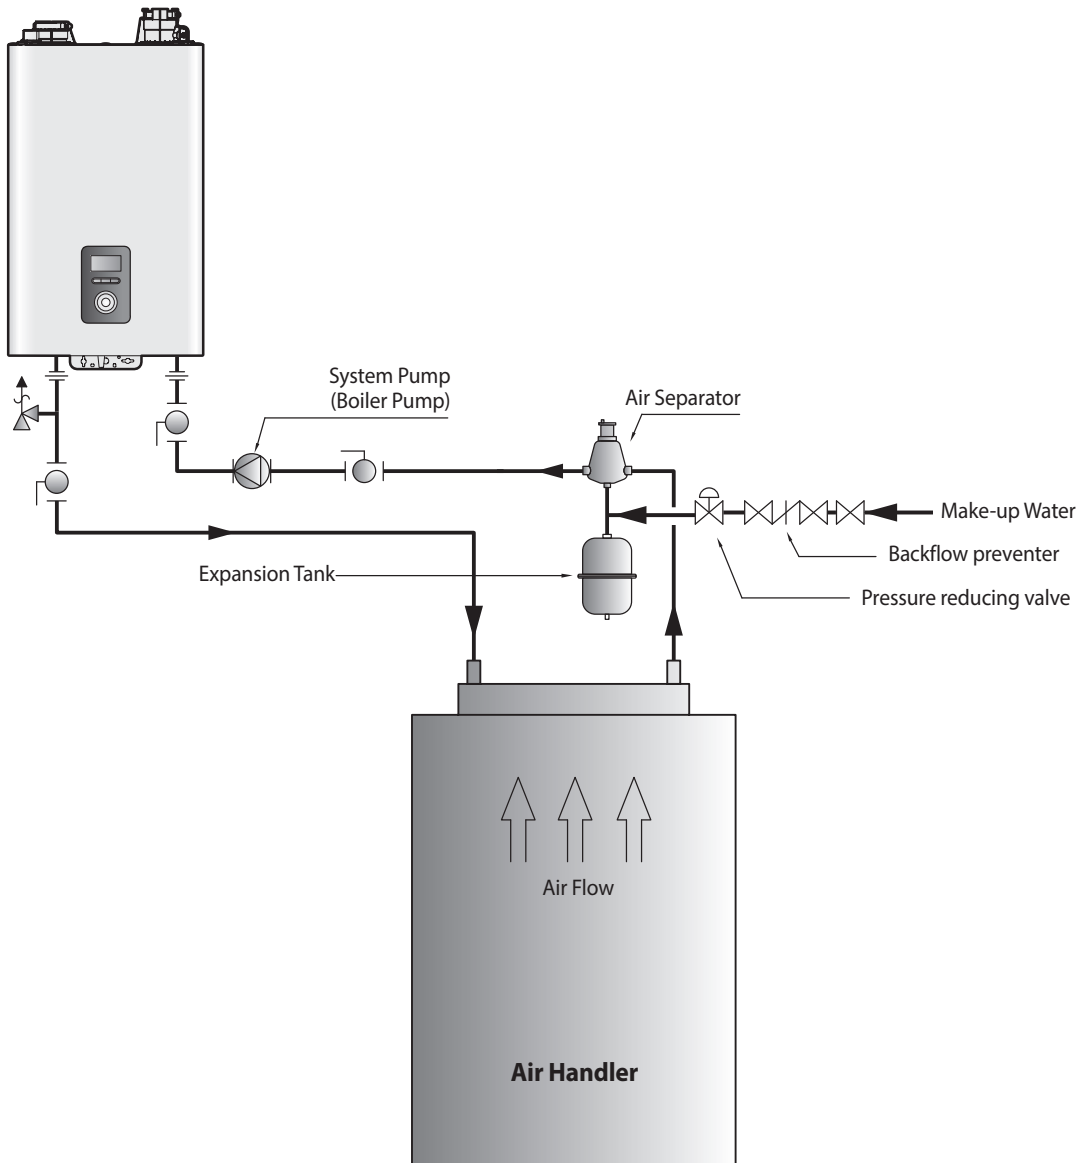 System Pump
(Boiler Pump)
Air Separator
Make-up Water
Backflow preventer
Expansion Tank
Pressure reducing valve
Air Flow
Air Handler